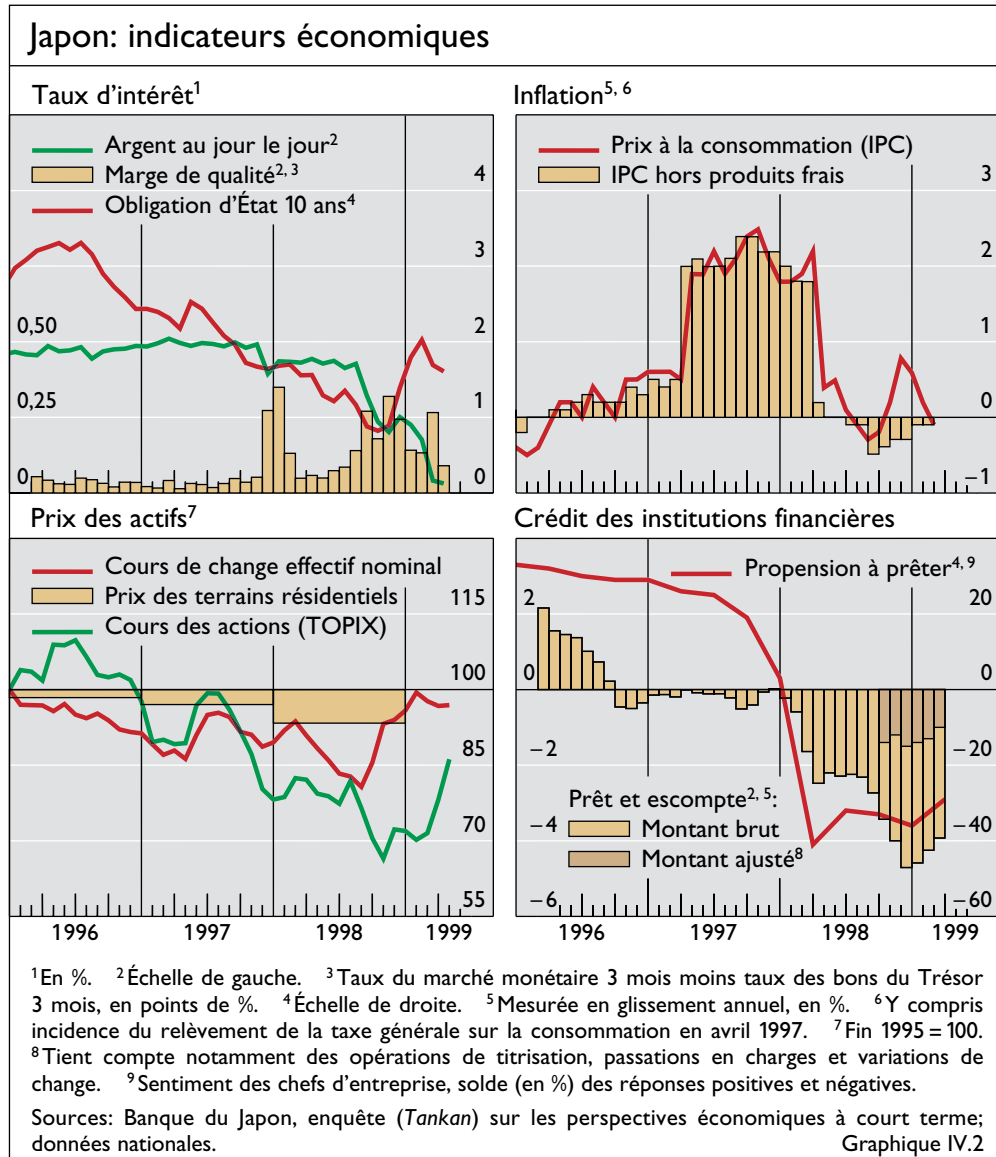 Japon: indicateurs économiques
Taux d'intérêt¹
Argent au jour le jour²
Marge de qualité²,³
Obligation d'État 10 ans⁴
4
3
0,50
2
0,25
1
0
0
Inflation⁵,⁶
Prix à la consommation (IPC)
IPC hors produits frais
3
2
1
0
–1
Prix des actifs⁷
Cours de change effectif nominal
Prix des terrains résidentiels
Cours des actions (TOPIX)
115
100
85
70
55
1996
1997
1998
1999
Crédit des institutions financières
Propension à prêter⁴,⁹
2
20
0
0
–2
–20
Prêt et escompte²,⁵:
Montant brut
Montant ajusté⁸
–4
–40
–6
–60
1996
1997
1998
1999
¹En %. ²Échelle de gauche. ³Taux du marché monétaire 3 mois moins taux des bons du Trésor
3 mois, en points de %. ⁴Échelle de droite. ⁵Mesurée en glissement annuel, en %. ⁶Y compris
incidence du relèvement de la taxe générale sur la consommation en avril 1997. ⁷Fin 1995 = 100.
⁸Tient compte notamment des opérations de titrisation, passations en charges et variations de
change. ⁹Sentiment des chefs d'entreprise, solde (en %) des réponses positives et négatives.
Sources: Banque du Japon, enquête (Tankan) sur les perspectives économiques à court terme;
données nationales. Graphique IV.2